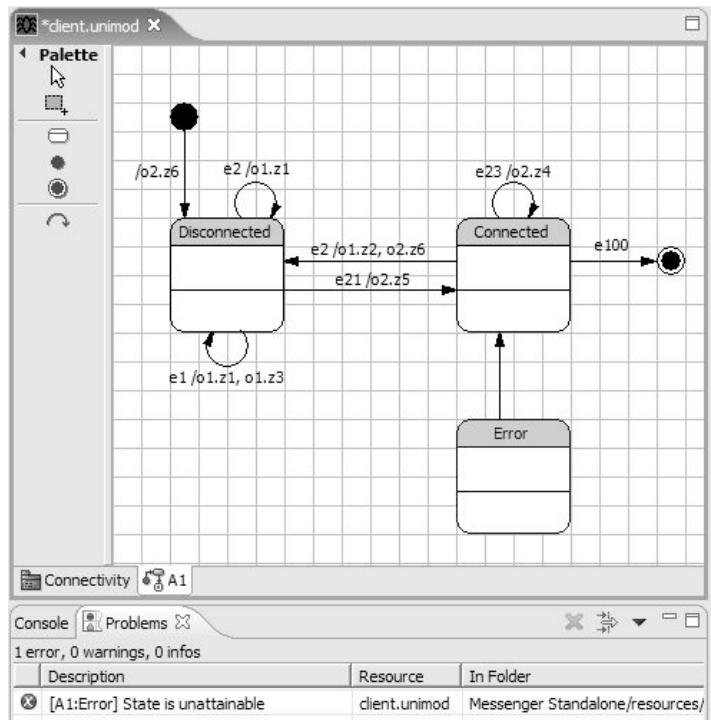 *client.unimod
Palette
/o2.z6
e2 /o1.z1
e23 /o2.z4
Disconnected
Connected
e2 /o1.z2, o2.z6
e100
e21 /o2.z5
e1 /o1.z1, o1.z3
Error
Connectivity A1
Console Problems
1 error, 0 warnings, 0 infos
Description Resource In Folder
[A1:Error] State is unattainable client.unimod Messenger Standalone/resources/